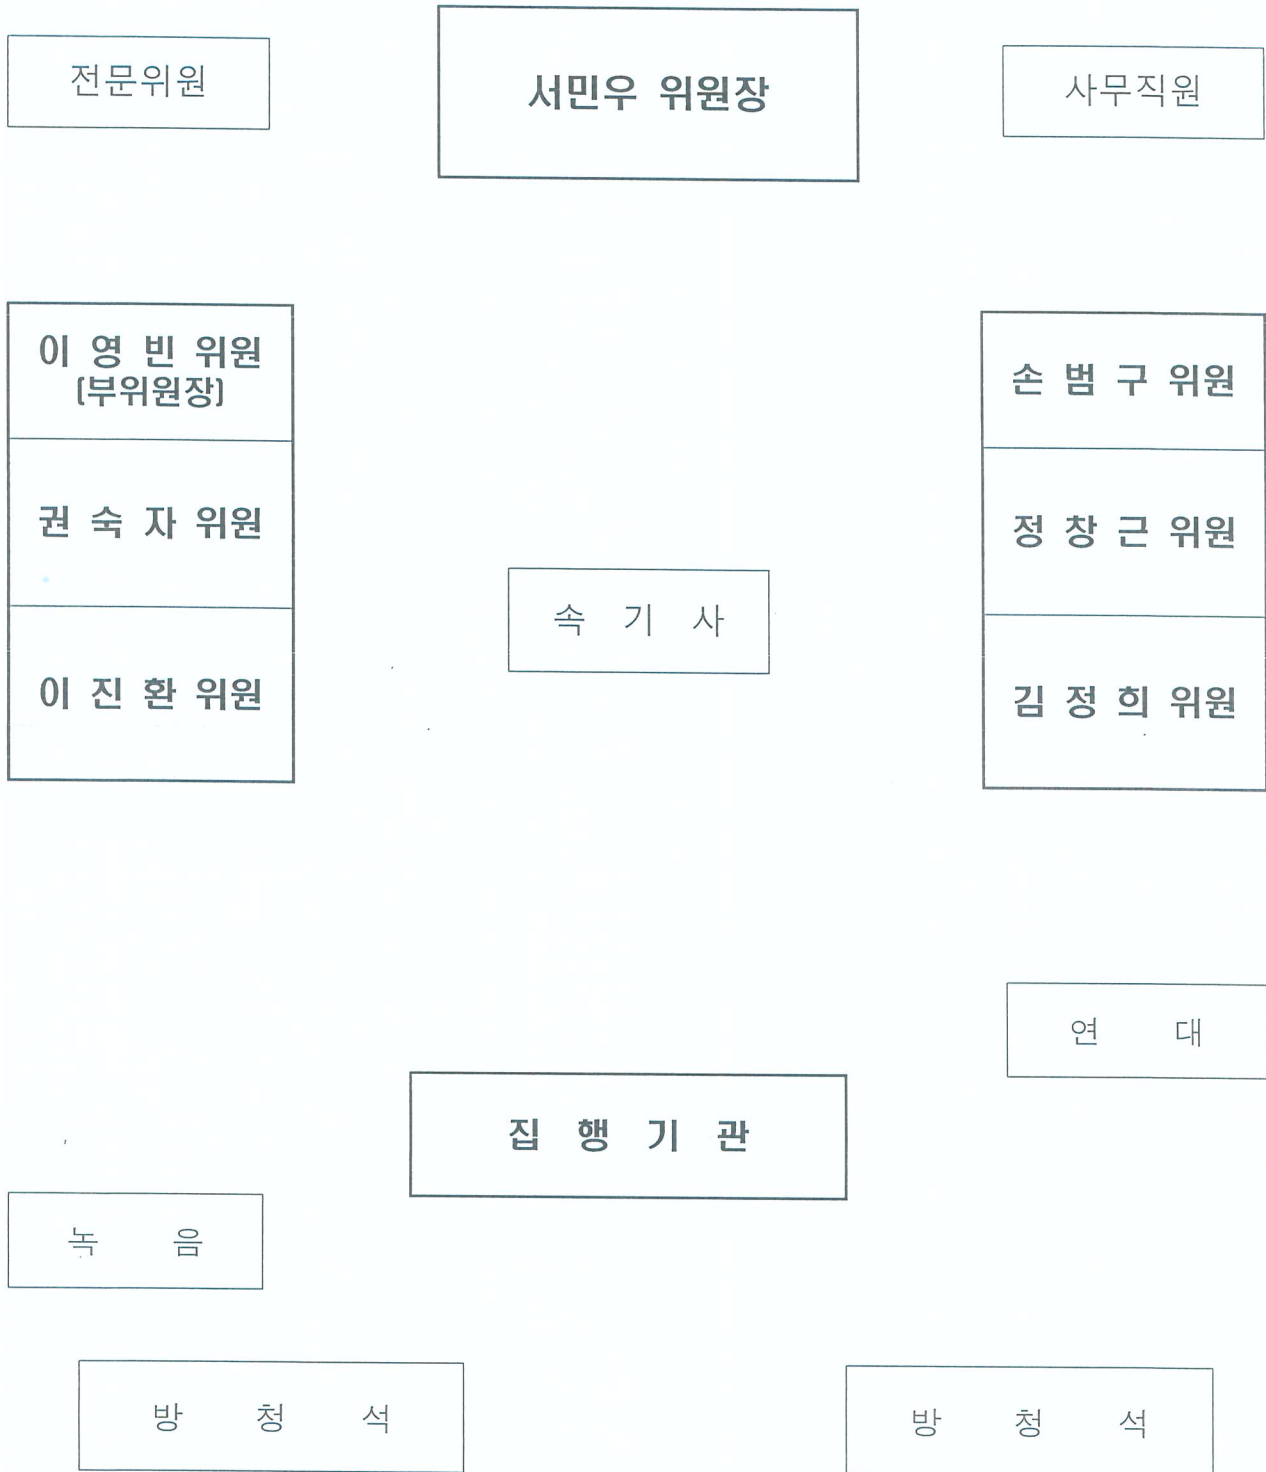 전문위원
서민우 위원장
사무직원
이 영 빈 위원
(부위원장)
권 숙 자 위원
이 진 환 위원
손 범 구 위원
정 창 근 위원
김 정 희 위원
속 기 사
연 대
집 행 기 관
녹 음
방 청 석
방 청 석